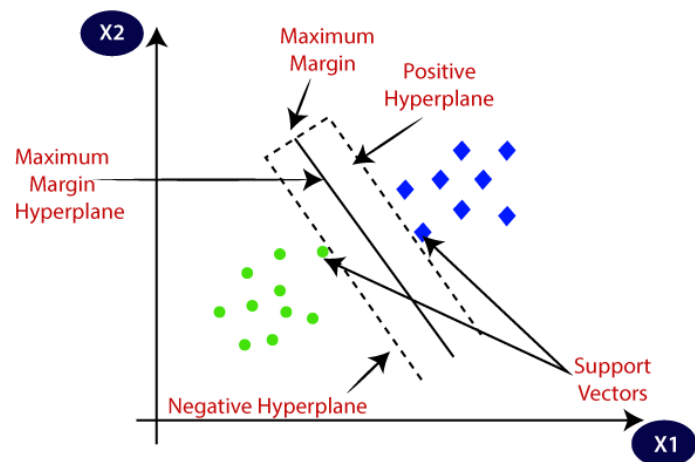 X2
Maximum
Margin
Positive
Hyperplane
Maximum
Margin
Hyperplane
Support
Vectors
Negative Hyperplane
X1